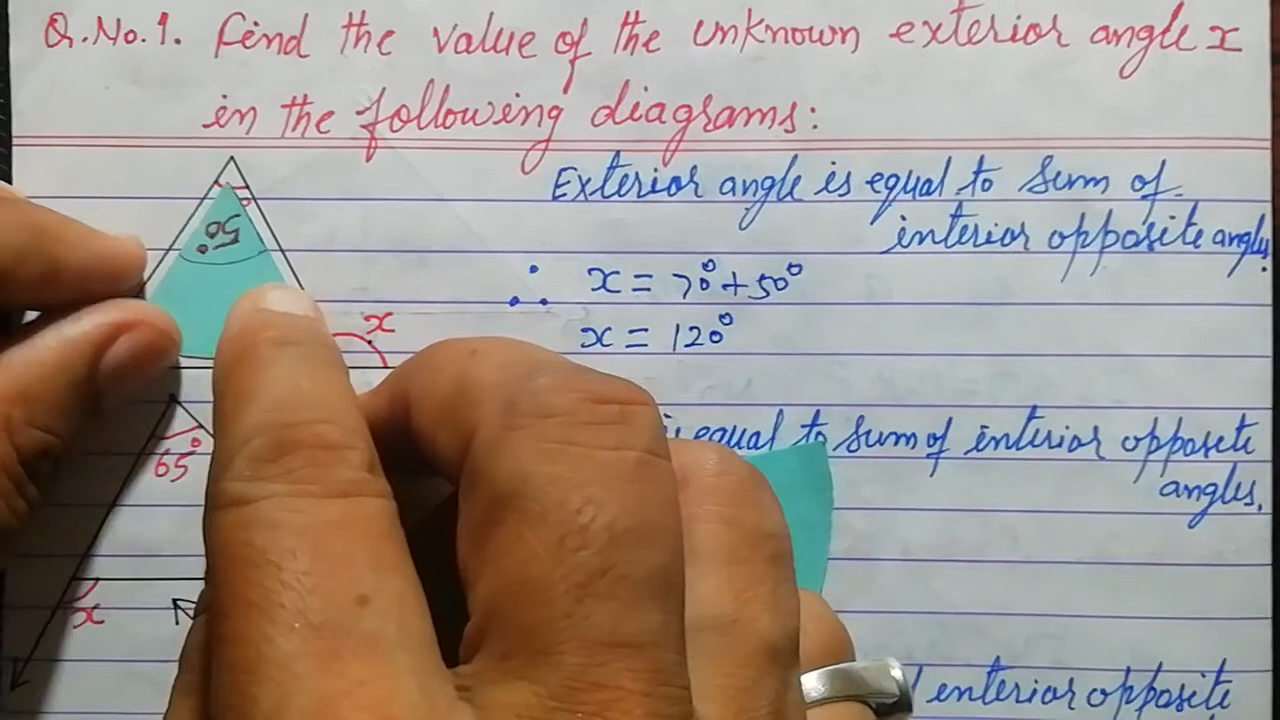 Q.No.1. Find the value of the unknown exterior angle x
in the following diagrams:
Exterior angle is equal to Sum of
interior opposite angles.
50°
∴ x = 70° + 50°
x
x = 120°
is equal to Sum of interior opposite
65°
angles.
x
interior opposite